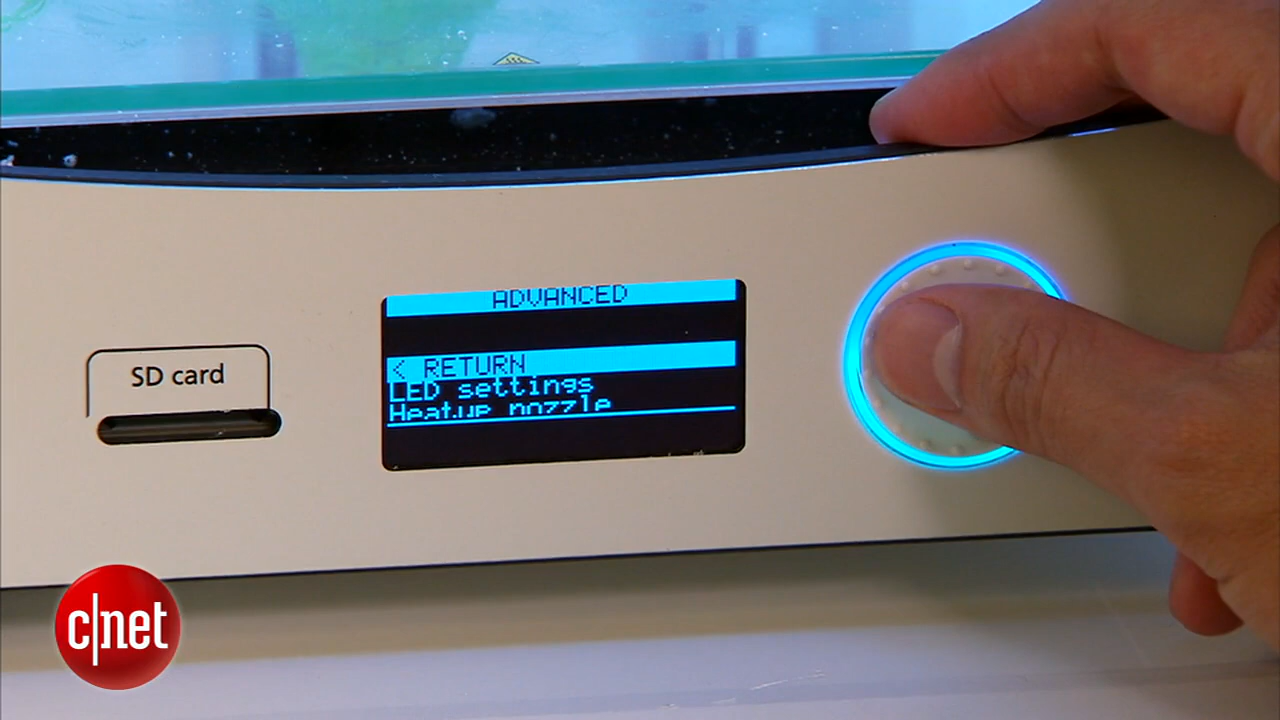 ADVANCED
< RETURN
LED settings
Heatup nozzle
SD card
c|net